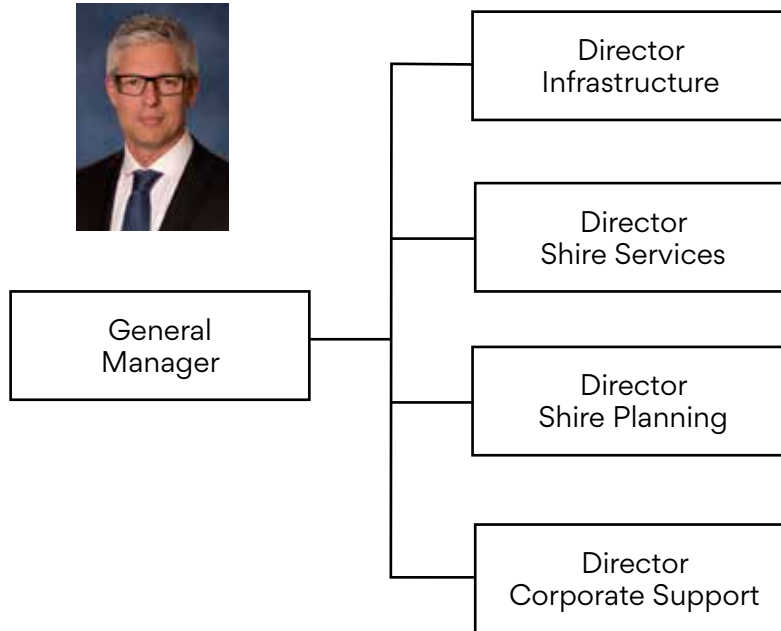 General
Manager
Director
Infrastructure
Director
Shire Services
Director
Shire Planning
Director
Corporate Support